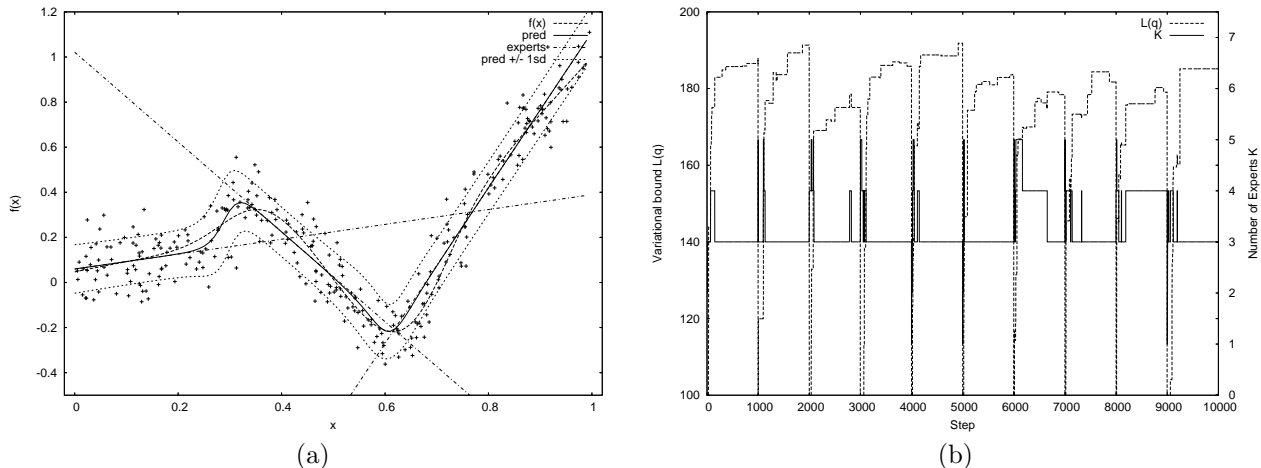 1.2
1
0.8
0.6
0.4
0.2
0
-0.2
-0.4
f(x)
f(x)
pred
experts
pred +/- 1sd
0 0.2 0.4 0.6 0.8 1
x
(a)
200
180
160
140
120
100
Variational bound L(q)
L(q)
K
7
6
5
4
3
2
1
0
Number of Experts K
0 1000 2000 3000 4000 5000 6000 7000 8000 9000 10000
Step
(b)